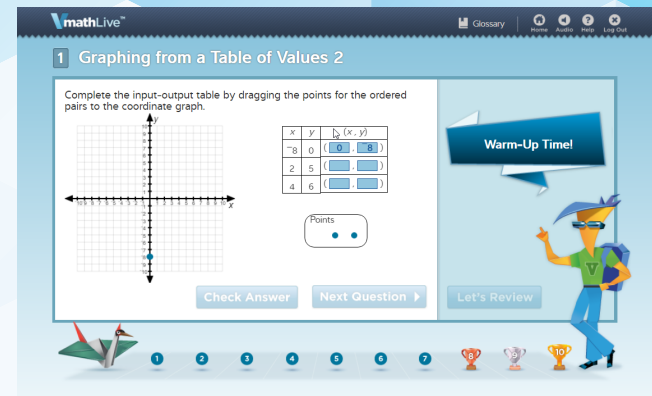 VmathLive™
Glossary
Home Audio Help Log Out
1 Graphing from a Table of Values 2
Complete the input-output table by dragging the points for the ordered
pairs to the coordinate graph.
y
x
x y (x, y)
⁻8 0 (0, ⁻8)
2 5 ( , )
4 6 ( , )
Points
Warm-Up Time!
Check Answer
Next Question
Let's Review
V
1 2 3 4 5 6 7 8 9 10